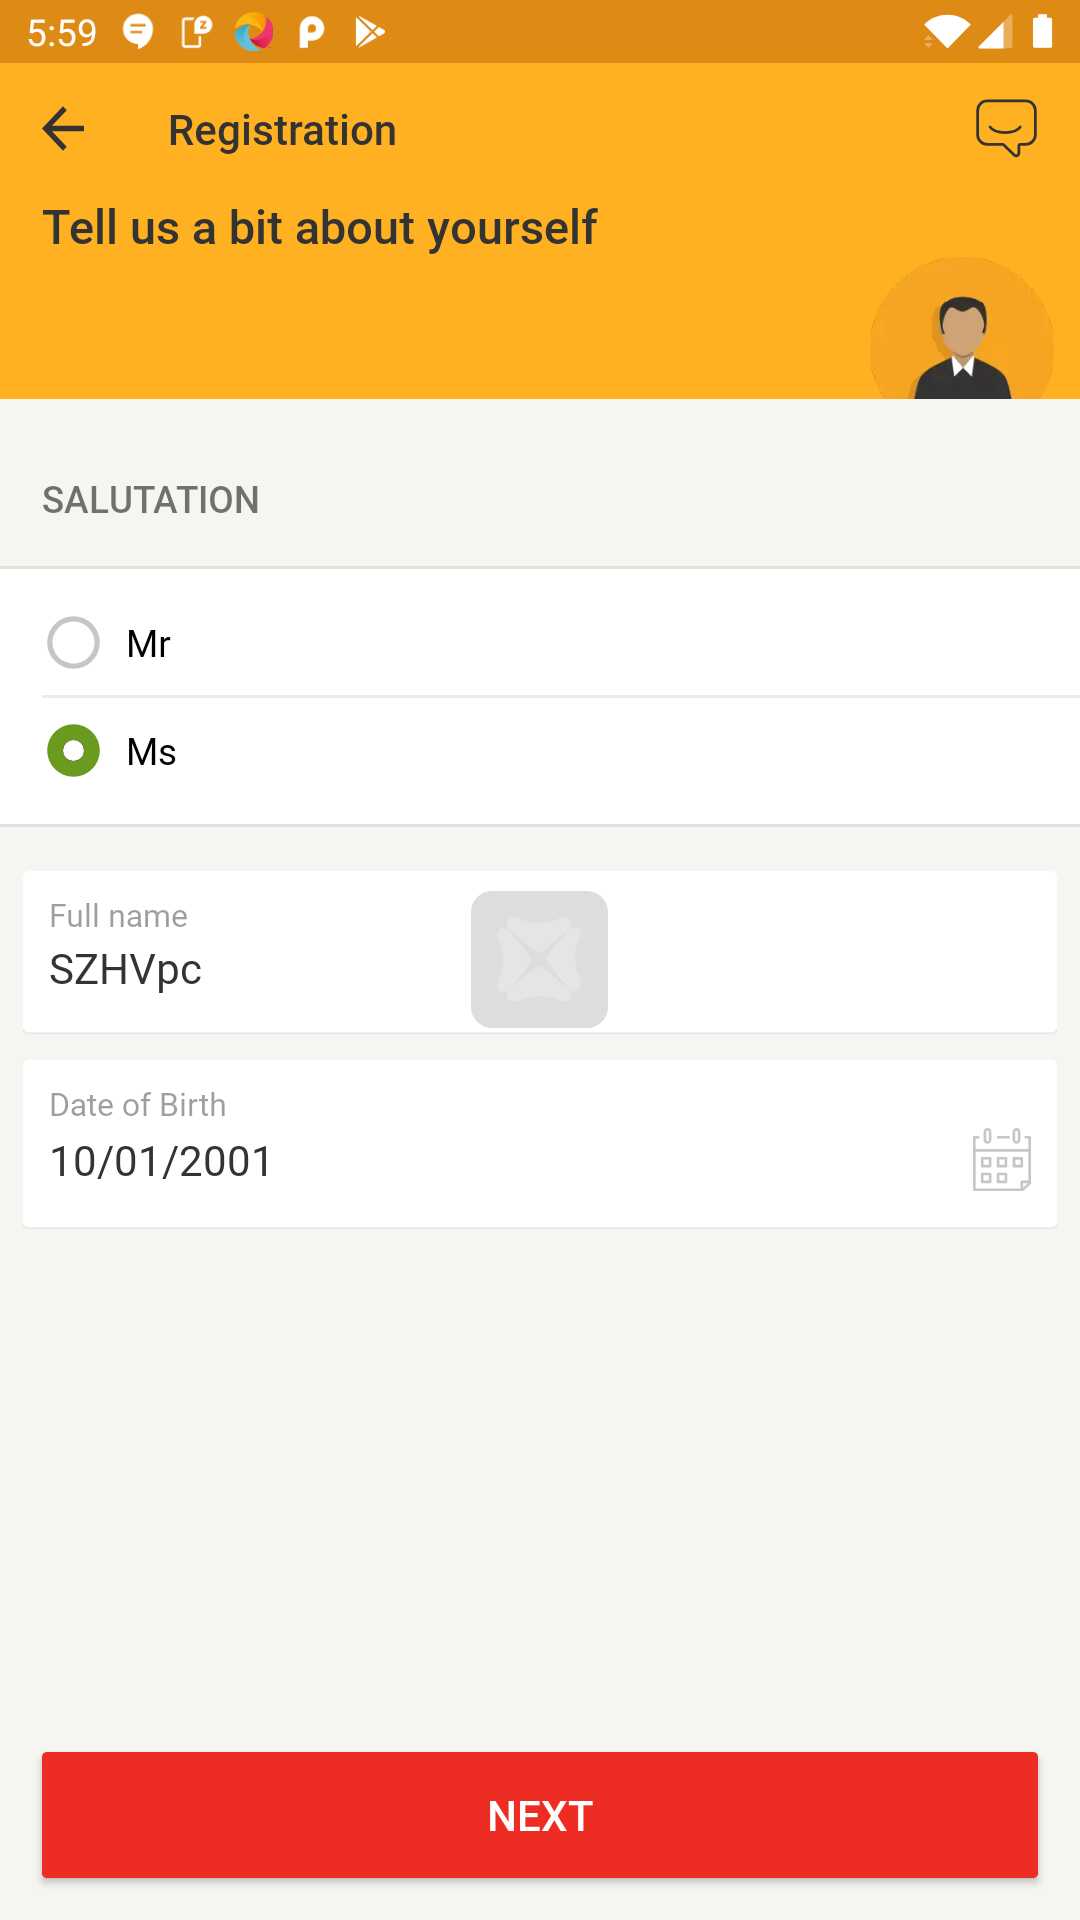 5:59
Registration
Tell us a bit about yourself
SALUTATION
Mr
Ms
Full name
SZHVpc
Date of Birth
10/01/2001
NEXT